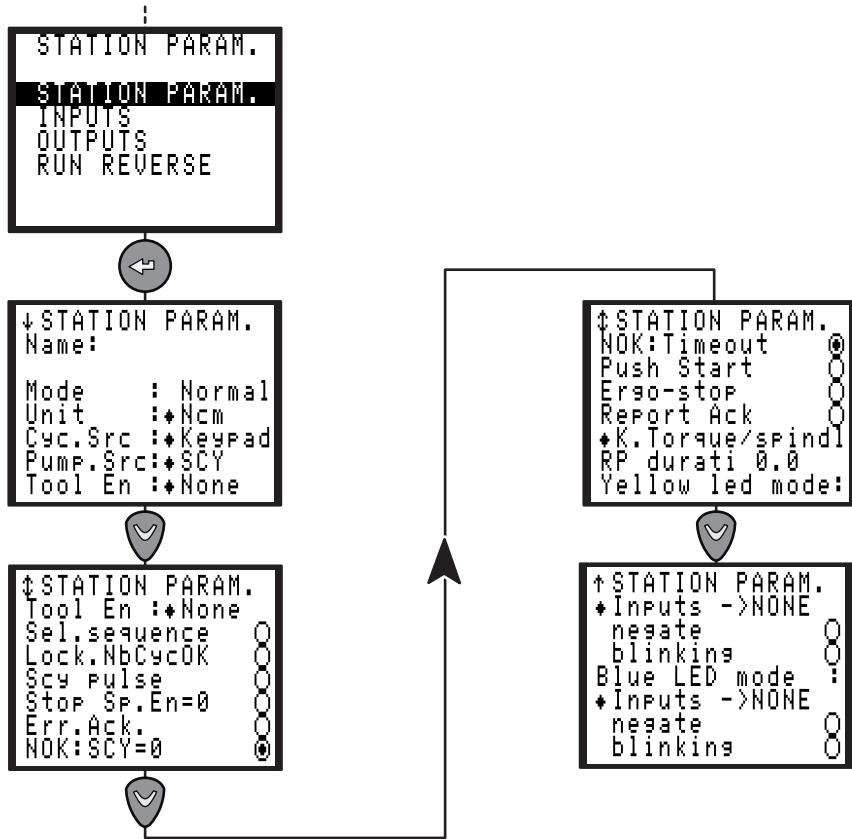 STATION PARAM.
STATION PARAM.
INPUTS
OUTPUTS
RUN REVERSE
↓STATION PARAM.
Name:
Mode : Normal
Unit :♦Ncm
Cyc.Src :♦Keypad
Pump.Src:♦SCY
Tool En :♦None
↕STATION PARAM.
Tool En :♦None
Sel.sequence
Lock.NbCycOK
Scy pulse
Stop Sp.En=0
Err.Ack.
NOK:SCY=0
↕STATION PARAM.
NOK:Timeout
Push Start
Ergo-stop
Report Ack
♦K.Torque/spindl
RP durati 0.0
Yellow led mode:
↑STATION PARAM.
♦Inputs ->NONE
negate
blinking
Blue LED mode :
♦Inputs ->NONE
negate
blinking